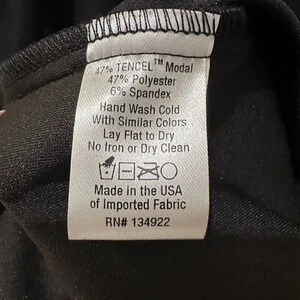 47% TENCEL™ Modal
47% Polyester
6% Spandex
Hand Wash Cold
With Similar Colors
Lay Flat to Dry
No Iron or Dry Clean
Made in the USA
of Imported Fabric
RN# 134922